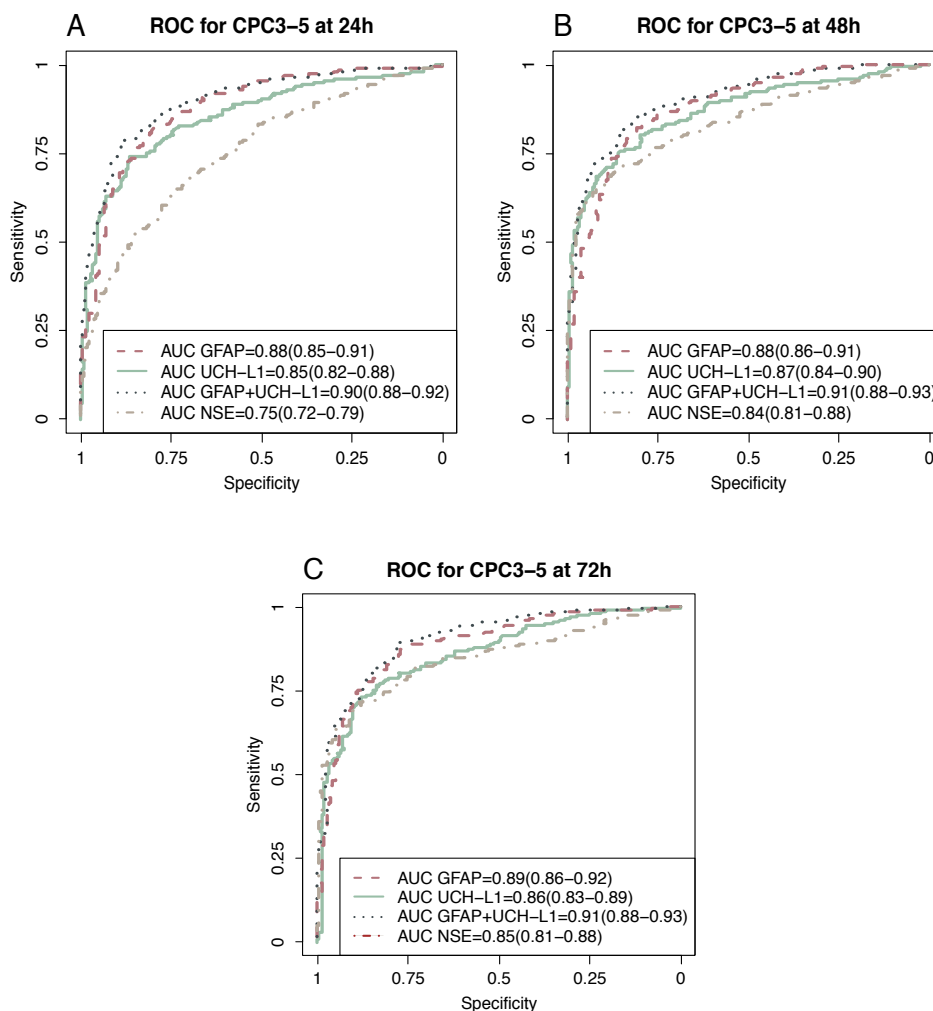 A
ROC for CPC3−5 at 24h
Sensitivity
1
0.75
0.5
0.25
0
AUC GFAP=0.88(0.85−0.91)
AUC UCH−L1=0.85(0.82−0.88)
AUC GFAP+UCH−L1=0.90(0.88−0.92)
AUC NSE=0.75(0.72−0.79)
1
0.75
0.5
0.25
0
Specificity
B
ROC for CPC3−5 at 48h
Sensitivity
1
0.75
0.5
0.25
0
AUC GFAP=0.88(0.86−0.91)
AUC UCH−L1=0.87(0.84−0.90)
AUC GFAP+UCH−L1=0.91(0.88−0.93)
AUC NSE=0.84(0.81−0.88)
1
0.75
0.5
0.25
0
Specificity
C
ROC for CPC3−5 at 72h
Sensitivity
1
0.75
0.5
0.25
0
AUC GFAP=0.89(0.86−0.92)
AUC UCH−L1=0.86(0.83−0.89)
AUC GFAP+UCH−L1=0.91(0.88−0.93)
AUC NSE=0.85(0.81−0.88)
1
0.75
0.5
0.25
0
Specificity